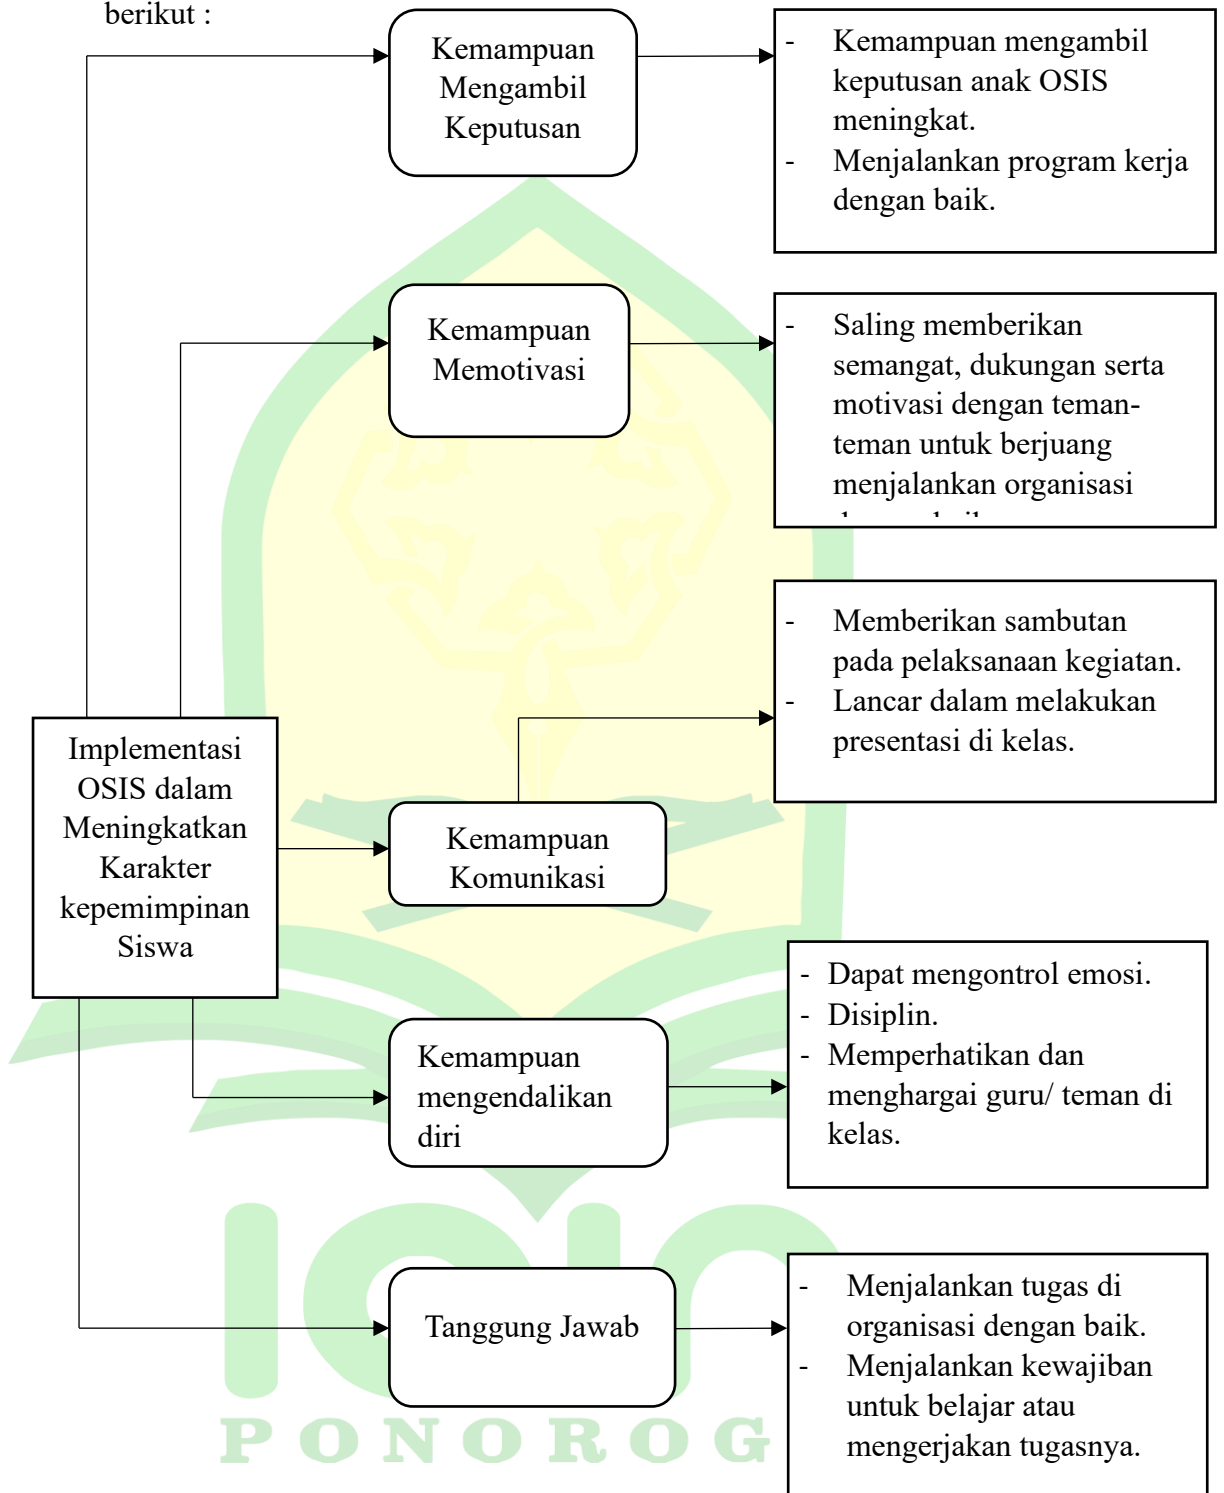 berikut :
Kemampuan
Mengambil
Keputusan
- Kemampuan mengambil
keputusan anak OSIS
meningkat.
- Menjalankan program kerja
dengan baik.
Kemampuan
Memotivasi
- Saling memberikan
semangat, dukungan serta
motivasi dengan teman-
teman untuk berjuang
menjalankan organisasi
Implementasi
OSIS dalam
Meningkatkan
Karakter
kepemimpinan
Siswa
Kemampuan
Komunikasi
- Memberikan sambutan
pada pelaksanaan kegiatan.
- Lancar dalam melakukan
presentasi di kelas.
Kemampuan
mengendalikan
diri
- Dapat mengontrol emosi.
- Disiplin.
- Memperhatikan dan
menghargai guru/ teman di
kelas.
Tanggung Jawab
- Menjalankan tugas di
organisasi dengan baik.
- Menjalankan kewajiban
untuk belajar atau
mengerjakan tugasnya.
PONOROG